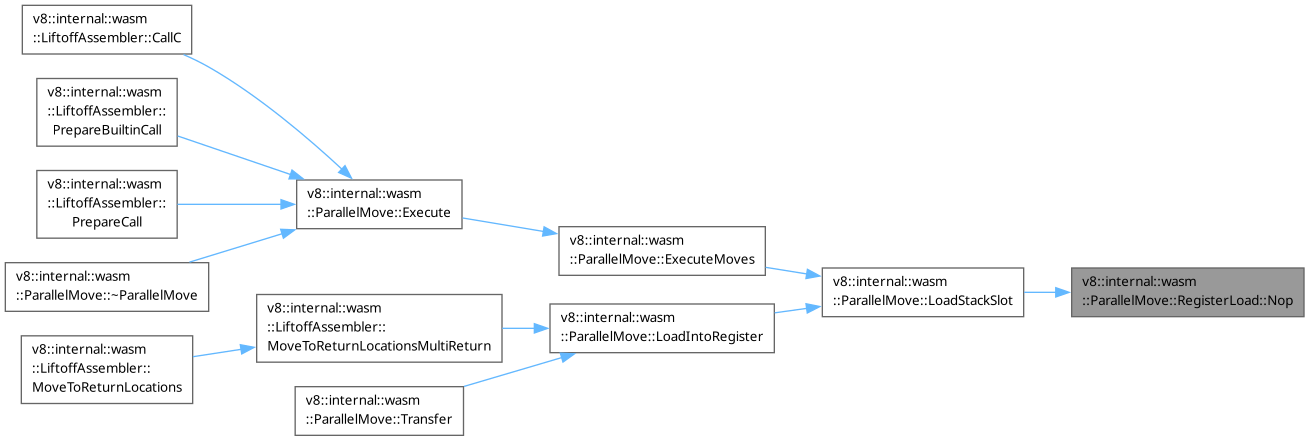 v8::internal::wasm
::LiftoffAssembler::CallC
v8::internal::wasm
::LiftoffAssembler::
PrepareBuiltinCall
v8::internal::wasm
::LiftoffAssembler::
PrepareCall
v8::internal::wasm
::ParallelMove::~ParallelMove
v8::internal::wasm
::LiftoffAssembler::
MoveToReturnLocations
v8::internal::wasm
::ParallelMove::Execute
v8::internal::wasm
::LiftoffAssembler::
MoveToReturnLocationsMultiReturn
v8::internal::wasm
::ParallelMove::Transfer
v8::internal::wasm
::ParallelMove::ExecuteMoves
v8::internal::wasm
::ParallelMove::LoadIntoRegister
v8::internal::wasm
::ParallelMove::LoadStackSlot
v8::internal::wasm
::ParallelMove::RegisterLoad::Nop